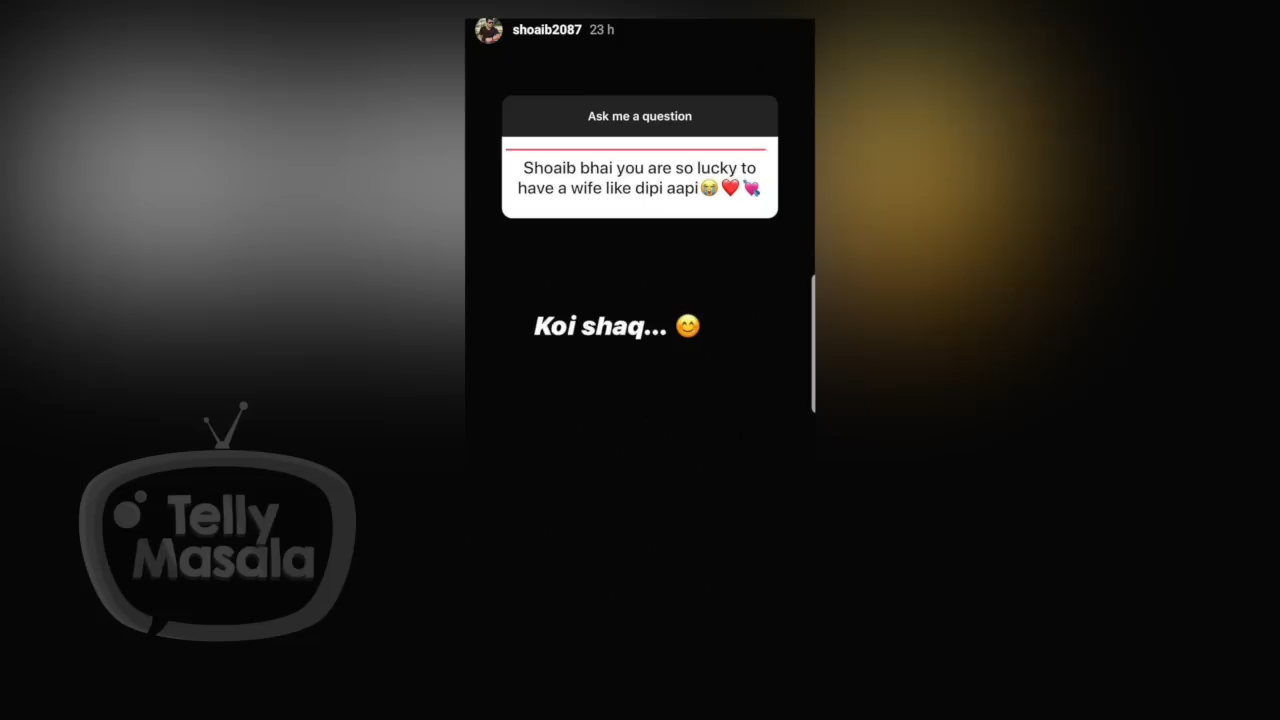 shoaib2087 23 h
Ask me a question
Shoaib bhai you are so lucky to
have a wife like dipi aapi😭❤️💘
Koi shaq... 😊
Telly
Masala